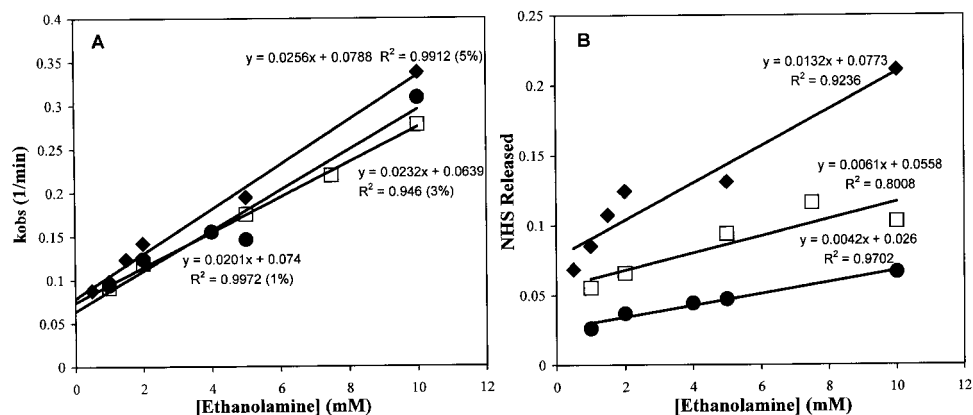 A
y = 0.0256x + 0.0788 R² = 0.9912 (5%)
y = 0.0232x + 0.0639
R² = 0.946 (3%)
y = 0.0201x + 0.074
R² = 0.9972 (1%)
kobs (1/min)
0.4
0.35
0.3
0.25
0.2
0.15
0.1
0.05
0
0 2 4 6 8 10 12
[Ethanolamine] (mM)
B
y = 0.0132x + 0.0773
R² = 0.9236
y = 0.0061x + 0.0558
R² = 0.8008
y = 0.0042x + 0.026
R² = 0.9702
NHS Released
0.25
0.2
0.15
0.1
0.05
0
0 2 4 6 8 10 12
[Ethanolamine] (mM)